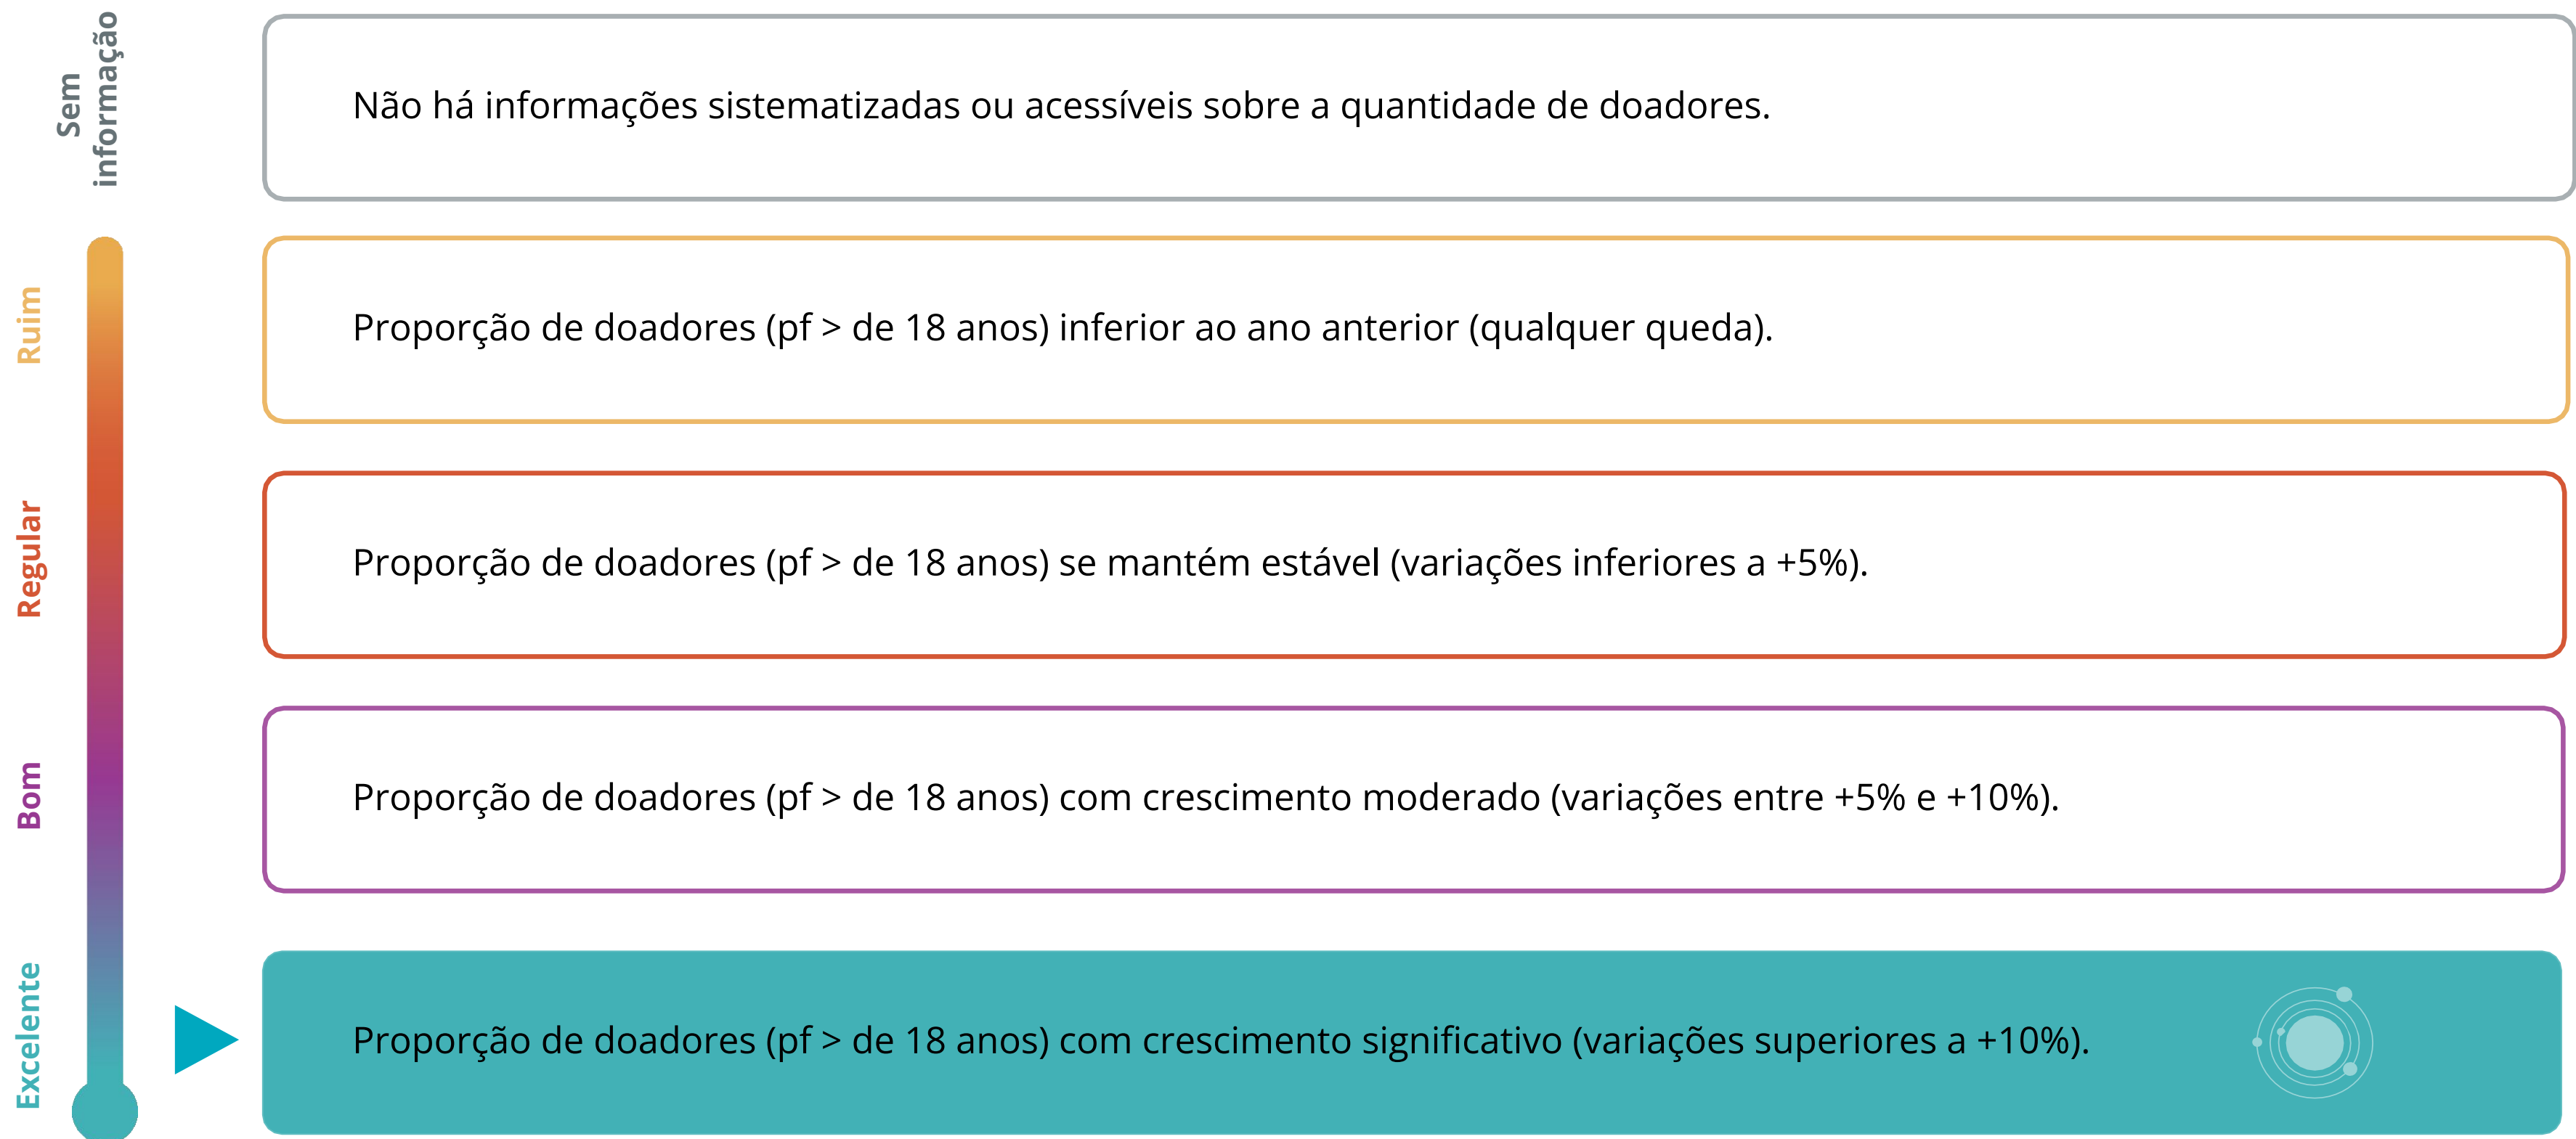 Sem
informação
Não há informações sistematizadas ou acessíveis sobre a quantidade de doadores.
Ruim
Proporção de doadores (pf > de 18 anos) inferior ao ano anterior (qualquer queda).
Regular
Proporção de doadores (pf > de 18 anos) se mantém estável (variações inferiores a +5%).
Bom
Proporção de doadores (pf > de 18 anos) com crescimento moderado (variações entre +5% e +10%).
Excelente
Proporção de doadores (pf > de 18 anos) com crescimento significativo (variações superiores a +10%).